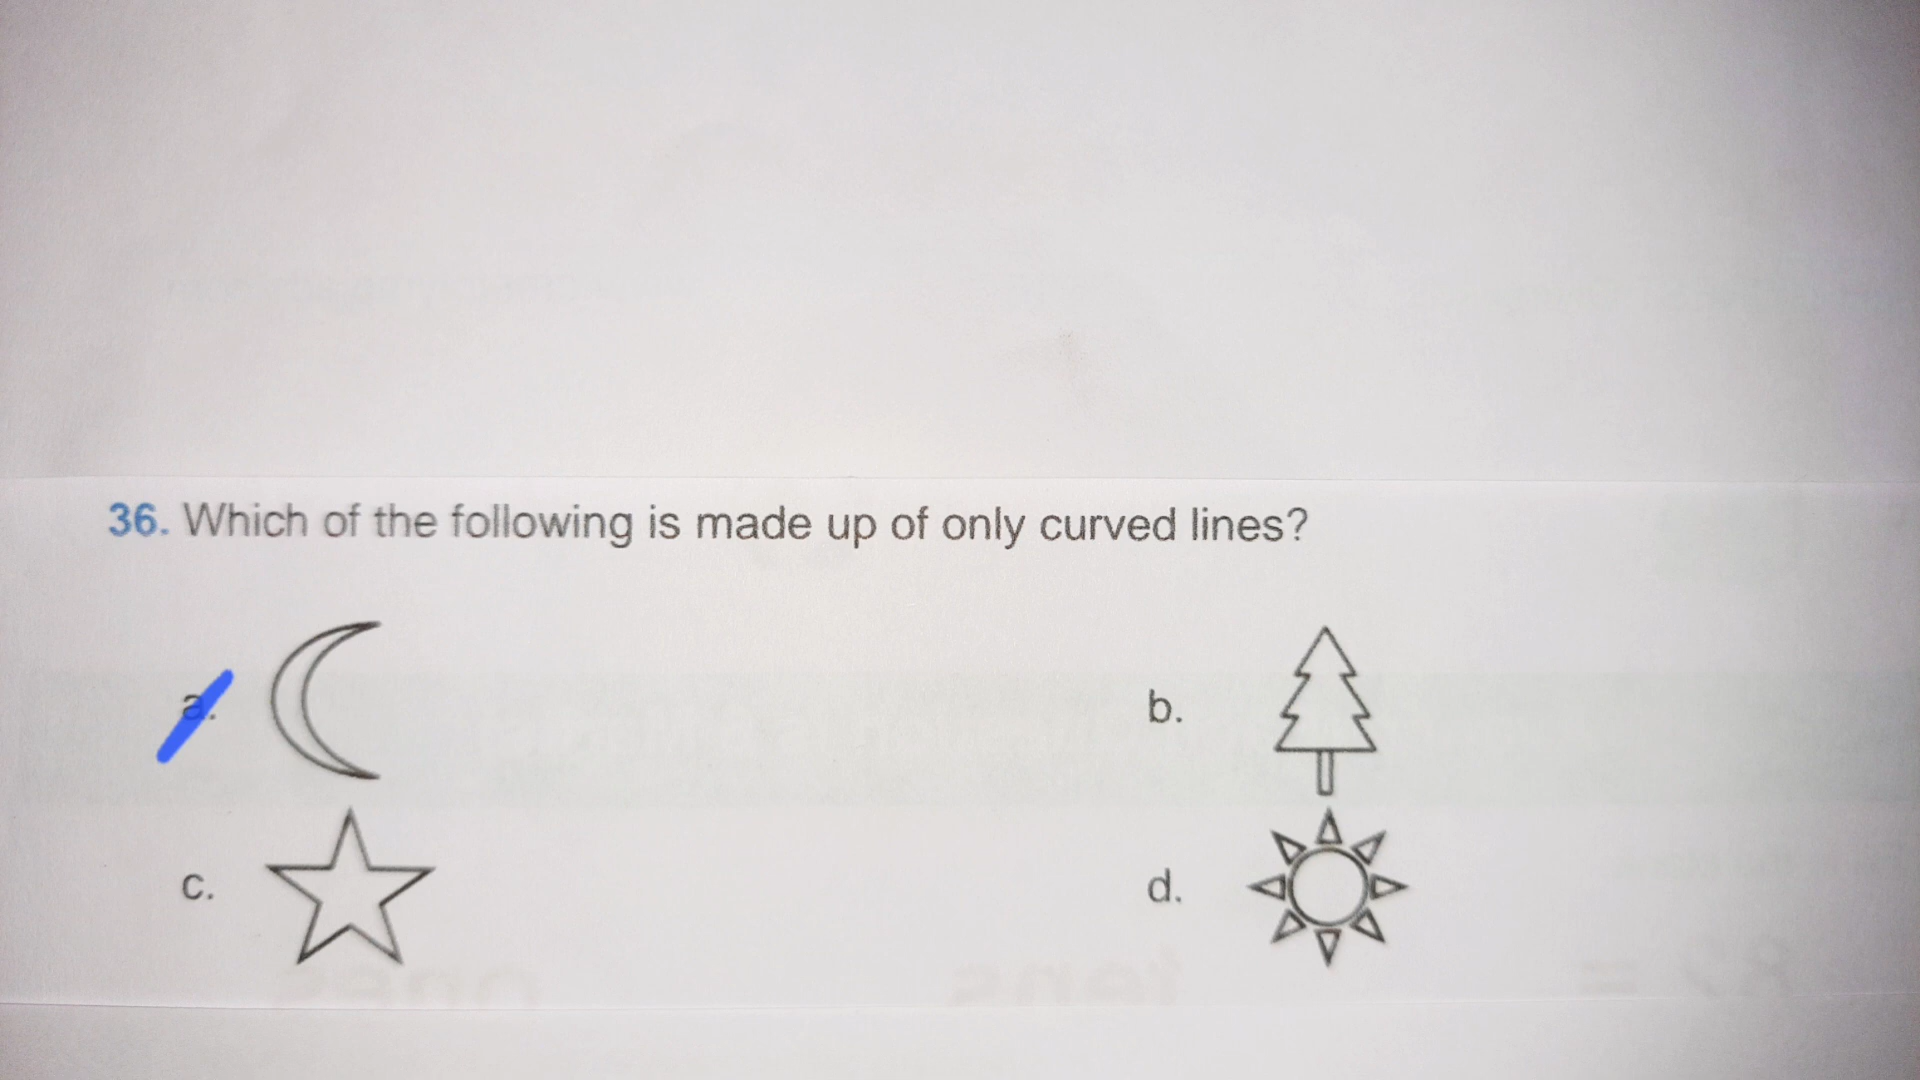 36. Which of the following is made up of only curved lines?
a.
b.
c.
d.